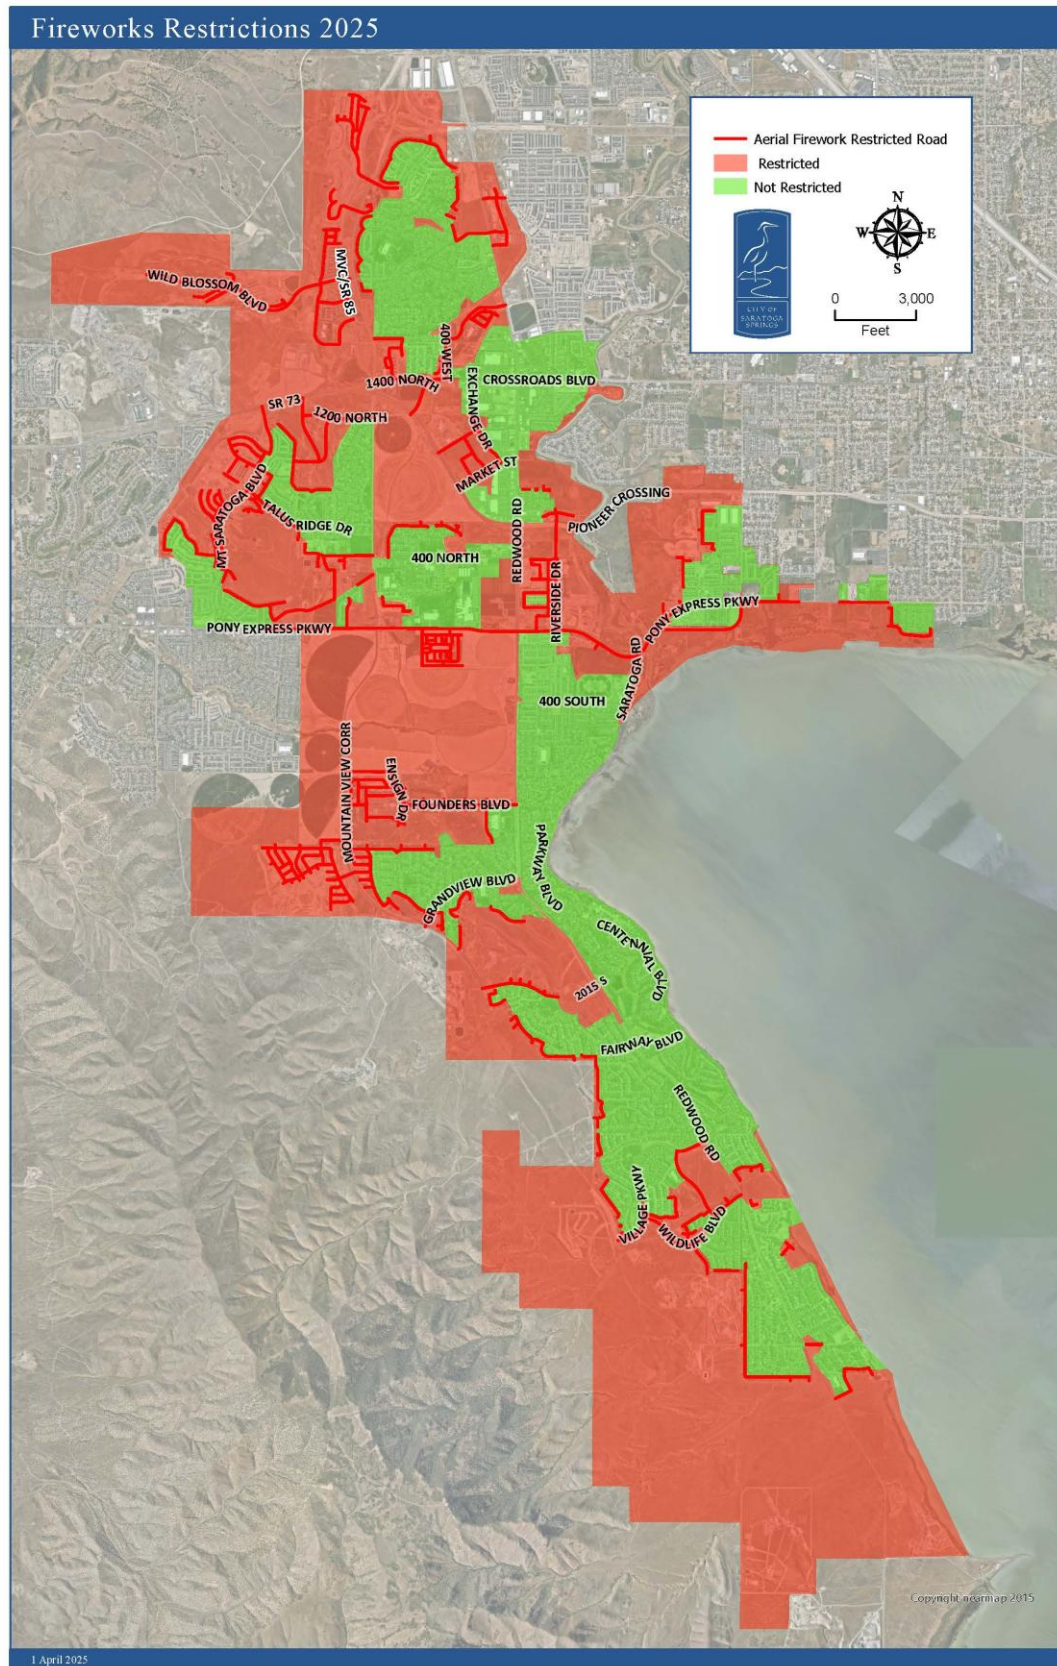 Fireworks Restrictions 2025
Aerial Firework Restricted Road
Restricted
Not Restricted
N
W
E
S
CITY OF
SARATOGA
SPRINGS
0 3,000
Feet
WILD BLOSSOM BLVD
MVC/SR 85
400 WEST
1400 NORTH
EXCHANGE DR
CROSSROADS BLVD
SR 73
1200 NORTH
MARKET ST
MT SARATOGA BLVD
TALUS RIDGE DR
REDWOOD RD
PIONEER CROSSING
400 NORTH
RIVERSIDE DR
PONY EXPRESS PKWY
PONY EXPRESS PKWY
SARATOGA RD
400 SOUTH
MOUNTAIN VIEW CORR
ENSIGN DR
FOUNDERS BLVD
PARKWAY BLVD
GRANDVIEW BLVD
CENTENNIAL BLVD
2015 S
FAIRWAY BLVD
REDWOOD RD
VILLAGE PKWY
WILDLIFE BLVD
Copyright nearmap 2015
1 April 2025